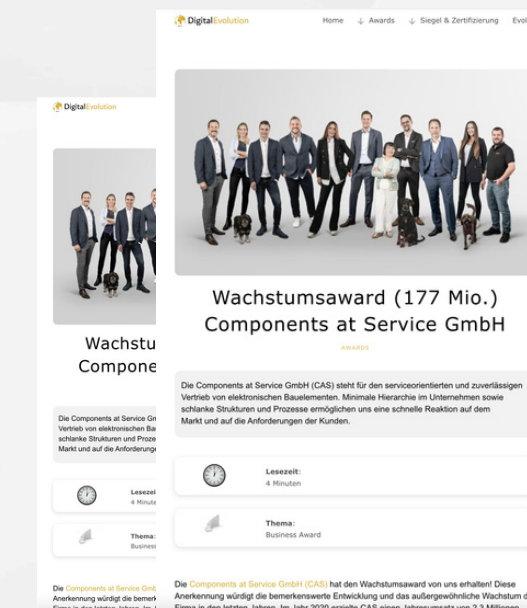 DigitalEvolution
Home
Awards
Siegel & Zertifizierung
Evol
Wachstumsaward (177 Mio.)
Components at Service GmbH
AWARDS
Die Components at Service GmbH (CAS) steht für den serviceorientierten und zuverlässigen
Vertrieb von elektronischen Bauelementen. Minimale Hierarchie im Unternehmen sowie
schlanke Strukturen und Prozesse ermöglichen uns eine schnelle Reaktion auf dem
Markt und auf die Anforderungen der Kunden.
Lesezeit:
4 Minuten
Thema:
Business Award
Die Components at Service GmbH (CAS) hat den Wachstumsaward von uns erhalten! Diese
Anerkennung würdigt die bemerkenswerte Entwicklung und das außergewöhnliche Wachstum
DigitalEvolution
Wachstu
Compone
Die Components at Service Gm
Vertrieb von elektronischen Bau
schlanke Strukturen und Proze
Markt und auf die Anforderunge
Lesezei
4 Minute
Thema:
Business
Die Components at Service Gmb
Anerkennung würdigt die bemerk